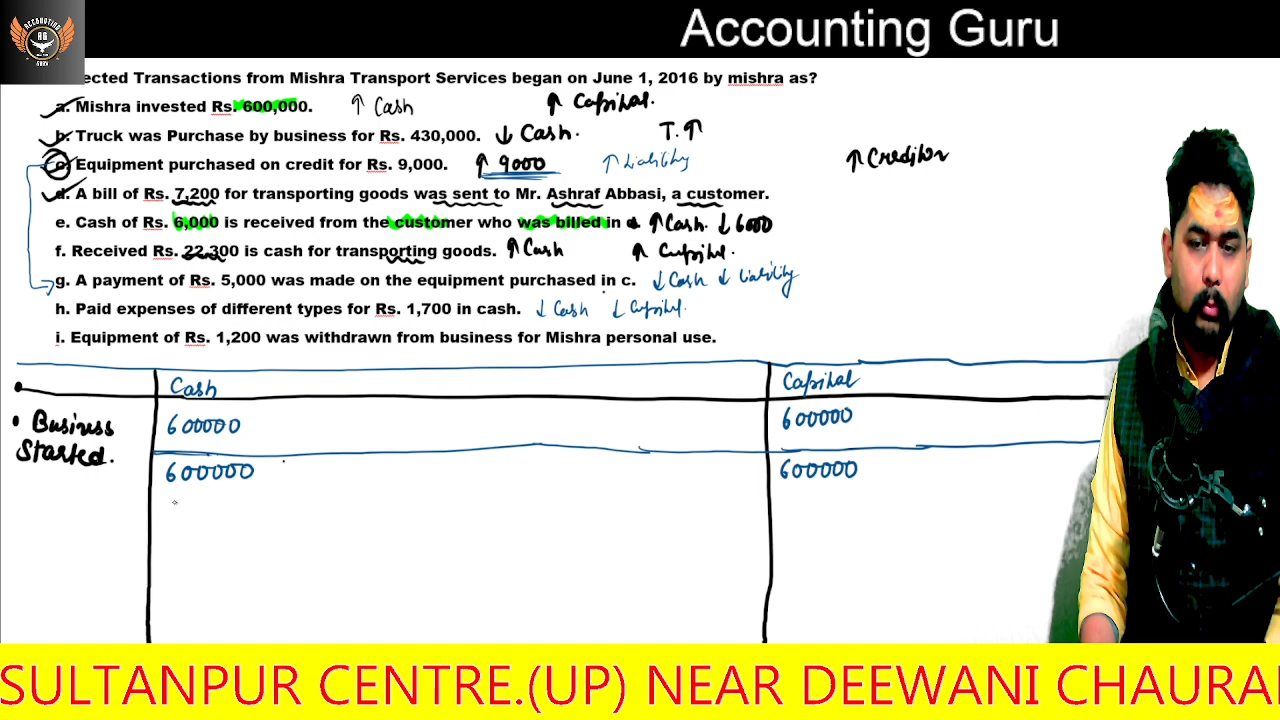 Accounting Guru
ACCOUNTING
AG
GURU
ected Transactions from Mishra Transport Services began on June 1, 2016 by mishra as?
a. Mishra invested Rs. 600,000. ↑ Cash ↑ Capital.
b. Truck was Purchase by business for Rs. 430,000. ↓ Cash. T. ↑
c. Equipment purchased on credit for Rs. 9,000. ↑ 9000 ↑ Liability ↑ Creditor
d. A bill of Rs. 7,200 for transporting goods was sent to Mr. Ashraf Abbasi, a customer.
e. Cash of Rs. 6,000 is received from the customer who was billed in ↑ Cash. ↓ 6000
f. Received Rs. 22,300 is cash for transporting goods. ↑ Cash ↑ Capital.
g. A payment of Rs. 5,000 was made on the equipment purchased in c. ↓ Cash ↓ Liability
h. Paid expenses of different types for Rs. 1,700 in cash. ↓ Cash ↓ Capital.
i. Equipment of Rs. 1,200 was withdrawn from business for Mishra personal use.
Cash Capital
• Business 600000 600000
Started.
600000 600000
SULTANPUR CENTRE.(UP) NEAR DEEWANI CHAURA